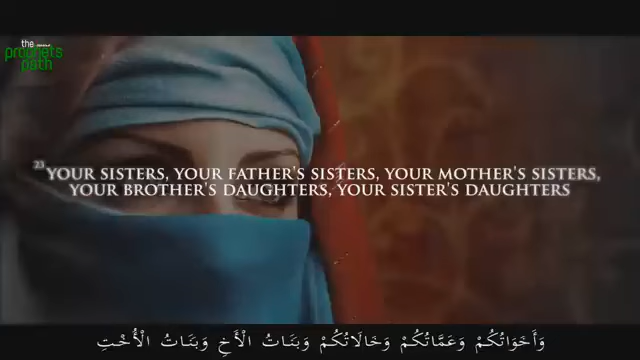 the
prophets
path
23 YOUR SISTERS, YOUR FATHER'S SISTERS, YOUR MOTHER'S SISTERS,
YOUR BROTHER'S DAUGHTERS, YOUR SISTER'S DAUGHTERS
وَأَخَوَاتُكُمْ وَعَمَّاتُكُمْ وَخَالَاتُكُمْ وَبَنَاتُ الْأَخِ وَبَنَاتُ الْأُخْتِ